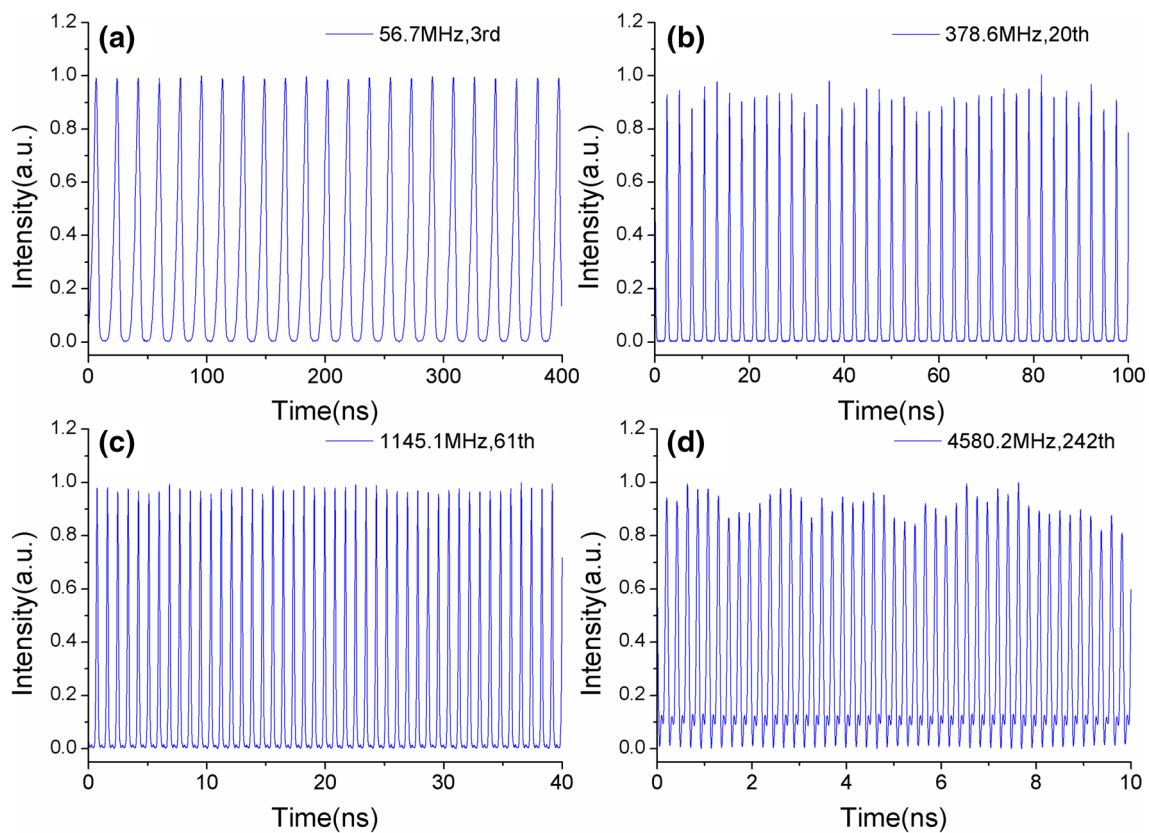 (a)
56.7MHz,3rd
Intensity(a.u.)
1.2
1.0
0.8
0.6
0.4
0.2
0.0
0 100 200 300 400
Time(ns)
(b)
378.6MHz,20th
Intensity(a.u.)
1.2
1.0
0.8
0.6
0.4
0.2
0.0
0 20 40 60 80 100
Time(ns)
(c)
1145.1MHz,61th
Intensity(a.u.)
1.2
1.0
0.8
0.6
0.4
0.2
0.0
0 10 20 30 40
Time(ns)
(d)
4580.2MHz,242th
Intensity(a.u.)
1.2
1.0
0.8
0.6
0.4
0.2
0.0
0 2 4 6 8 10
Time(ns)